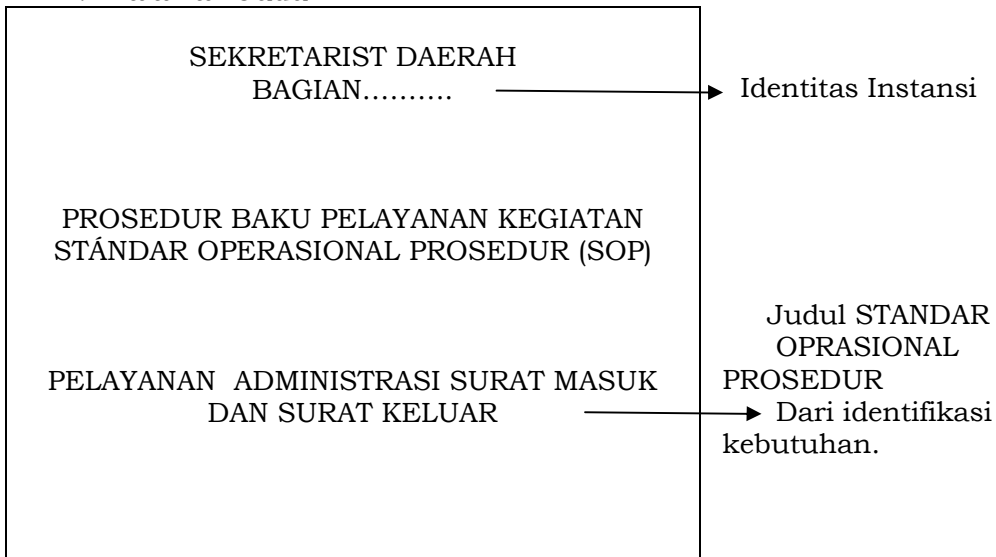 SEKRETARIST DAERAH
BAGIAN..........
Identitas Instansi
PROSEDUR BAKU PELAYANAN KEGIATAN
STÁNDAR OPERASIONAL PROSEDUR (SOP)
Judul STANDAR
OPRASIONAL
PROSEDUR
PELAYANAN ADMINISTRASI SURAT MASUK
DAN SURAT KELUAR
Dari identifikasi
kebutuhan.